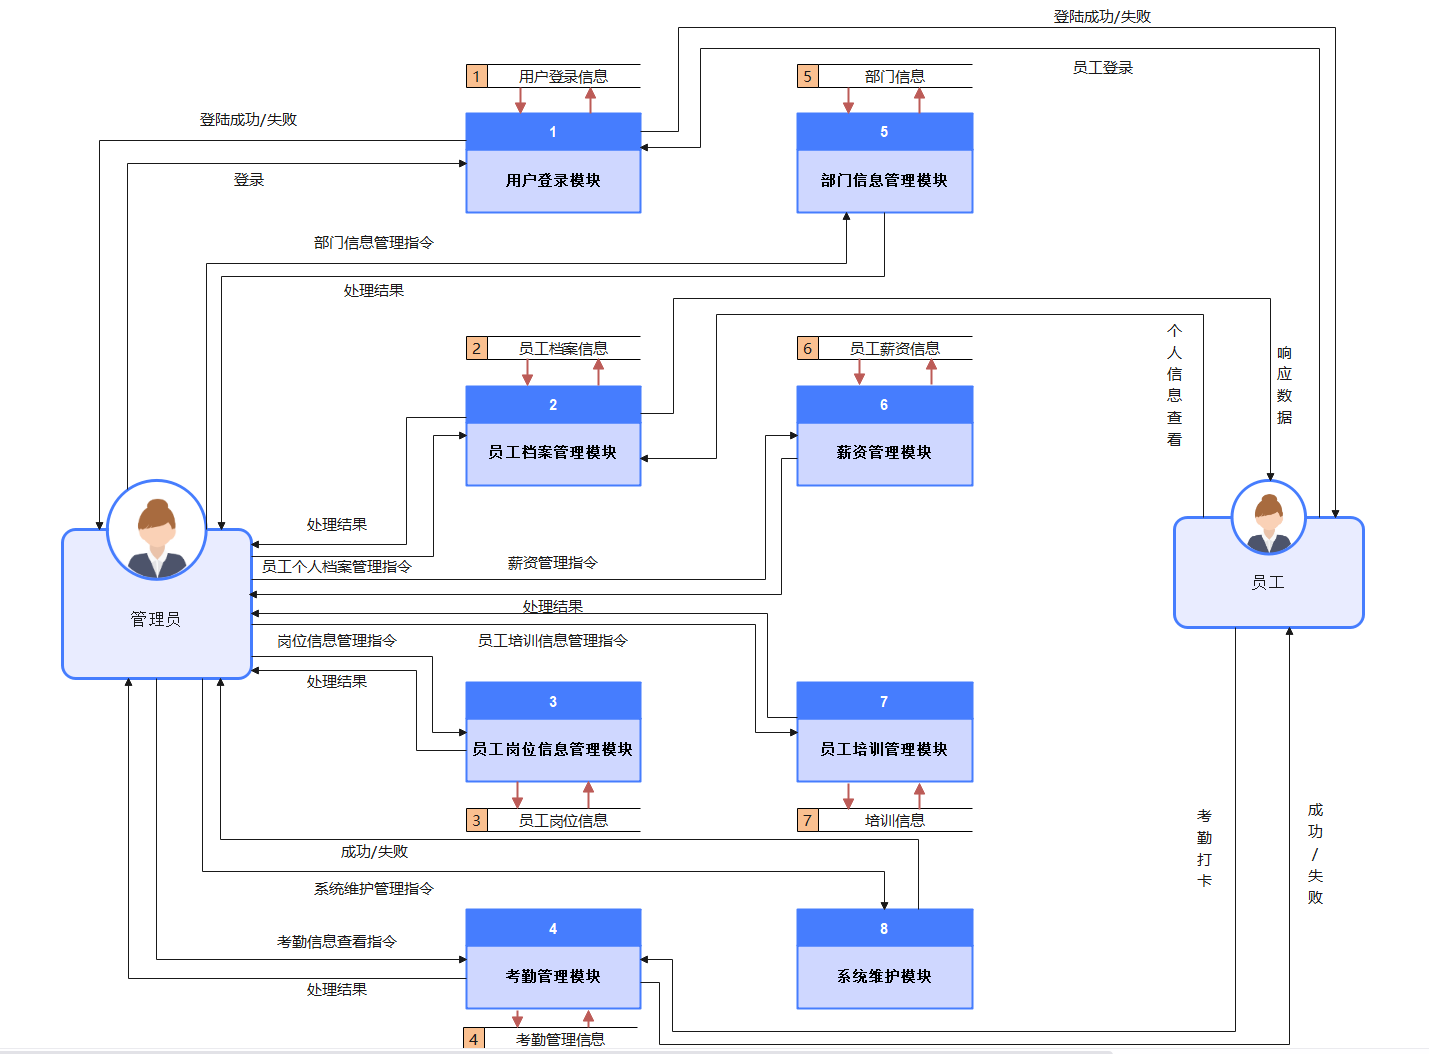 登陆成功/失败
员工登录
1 用户登录信息
5 部门信息
登陆成功/失败
1
5
登录
用户登录模块
部门信息管理模块
部门信息管理指令
处理结果
个人信息查看
响应数据
2 员工档案信息
6 员工薪资信息
2
6
员工档案管理模块
薪资管理模块
处理结果
员工个人档案管理指令
薪资管理指令
员工
处理结果
管理员
岗位信息管理指令
员工培训信息管理指令
处理结果
3
7
员工岗位信息管理模块
员工培训管理模块
3 员工岗位信息
7 培训信息
考勤打卡
成功/失败
成功/失败
系统维护管理指令
4
8
考勤信息查看指令
考勤管理模块
系统维护模块
处理结果
4 考勤管理信息